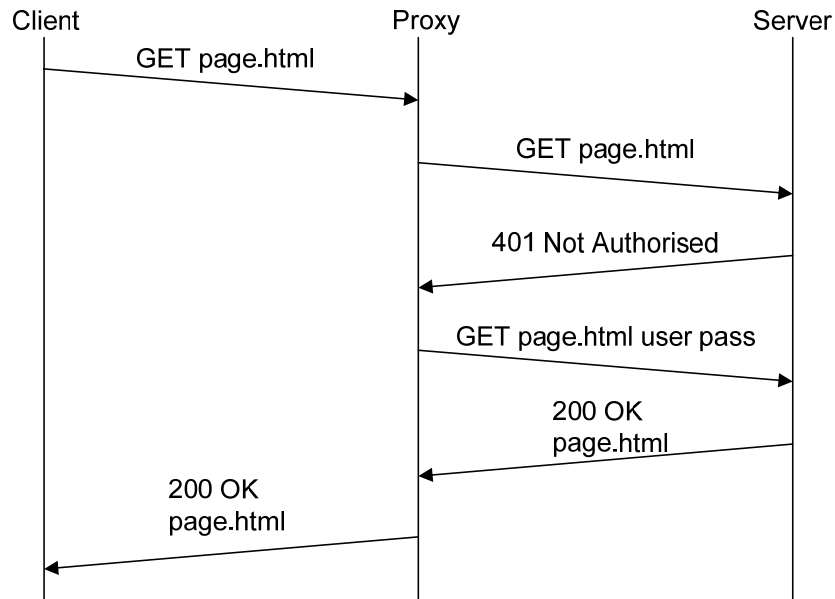 Client
Proxy
Server
GET page.html
GET page.html
401 Not Authorised
GET page.html user pass
200 OK
page.html
200 OK
page.html